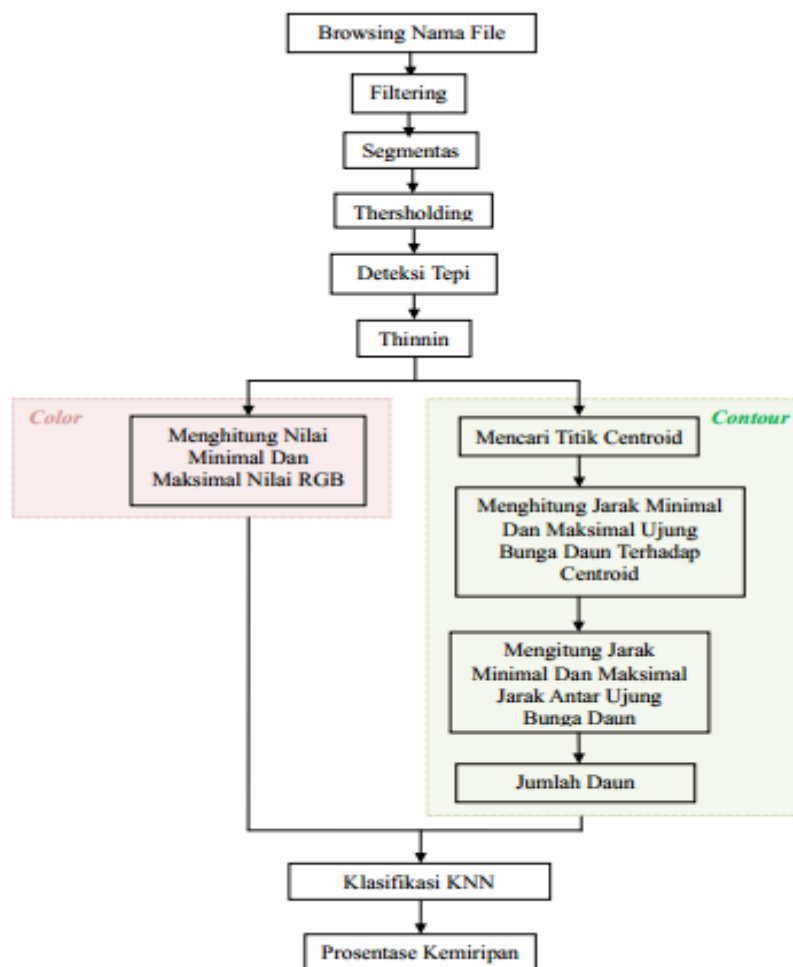 Browsing Nama File
Filtering
Segmentas
Thersholding
Deteksi Tepi
Thinnin
Color
Menghitung Nilai
Minimal Dan
Maksimal Nilai RGB
Contour
Mencari Titik Centroid
Menghitung Jarak Minimal
Dan Maksimal Ujung
Bunga Daun Terhadap
Centroid
Mengitung Jarak
Minimal Dan Maksimal
Jarak Antar Ujung
Bunga Daun
Jumlah Daun
Klasifikasi KNN
Prosentase Kemiripan